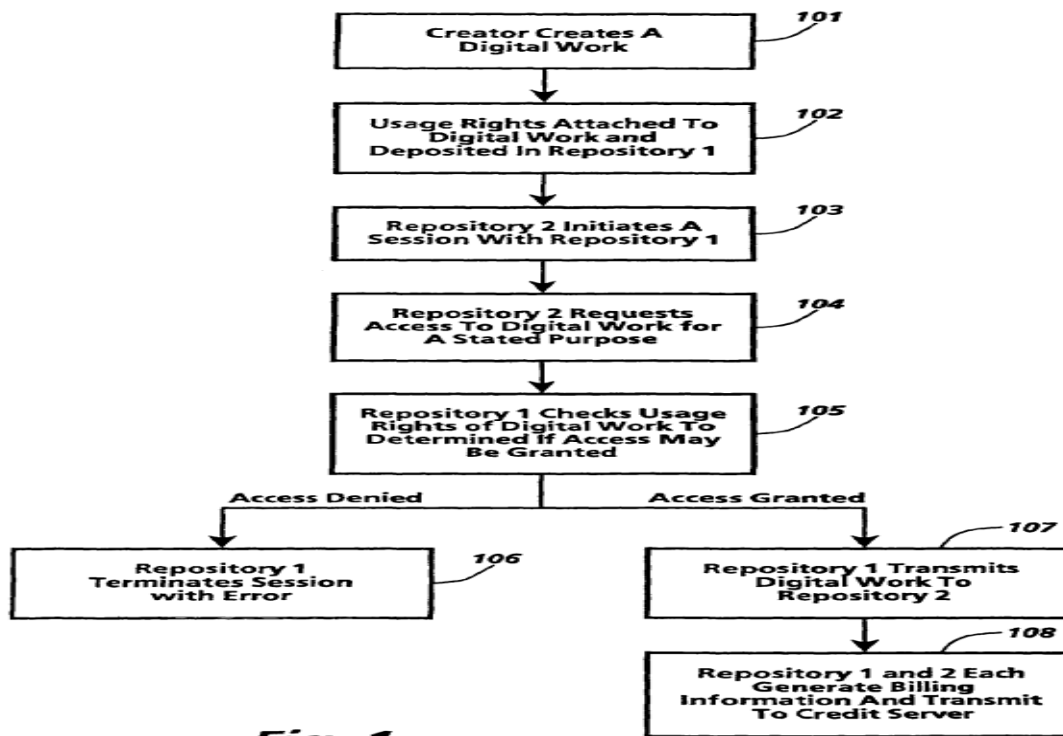 101
Creator Creates A
Digital Work
102
Usage Rights Attached To
Digital Work and
Deposited In Repository 1
103
Repository 2 Initiates A
Session With Repository 1
104
Repository 2 Requests
Access To Digital Work for
A Stated Purpose
105
Repository 1 Checks Usage
Rights of Digital Work To
Determined If Access May
Be Granted
Access Denied
Access Granted
106
Repository 1
Terminates Session
with Error
107
Repository 1 Transmits
Digital Work To
Repository 2
108
Repository 1 and 2 Each
Generate Billing
Information And Transmit
To Credit Server
Fig. 1